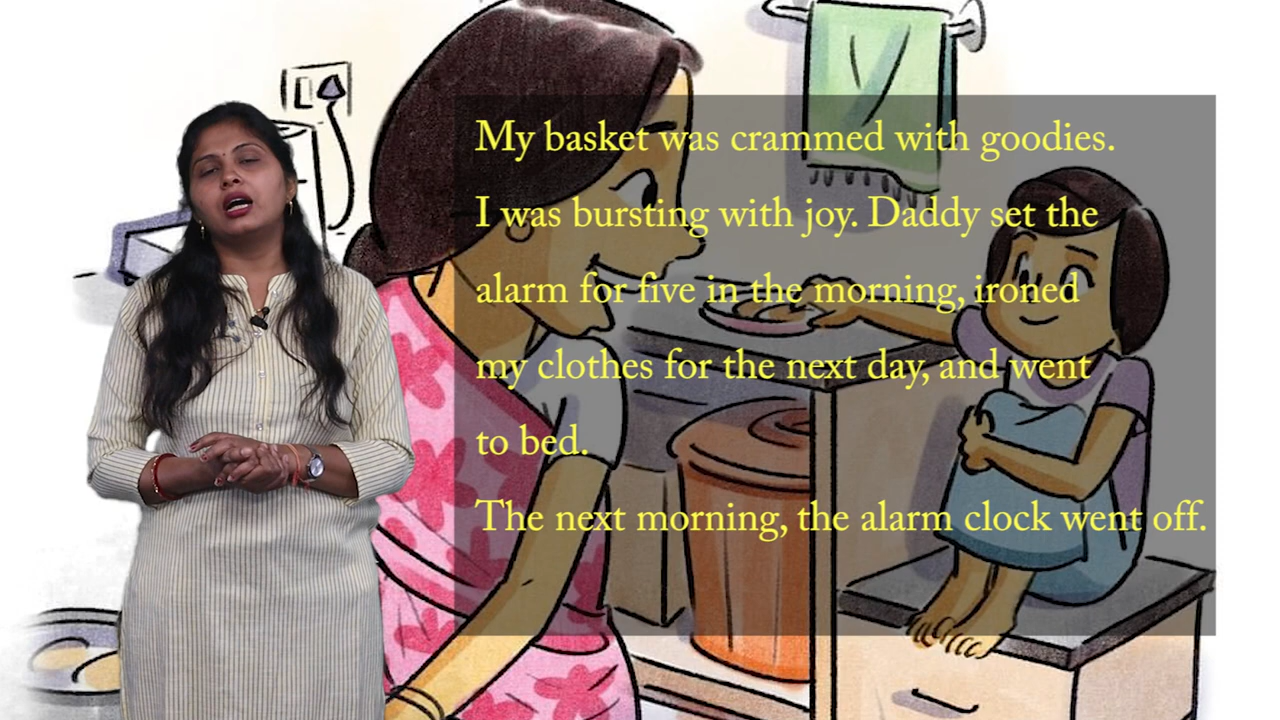 My basket was crammed with goodies.
I was bursting with joy. Daddy set the
alarm for five in the morning, ironed
my clothes for the next day, and went
to bed.
The next morning, the alarm clock went off.